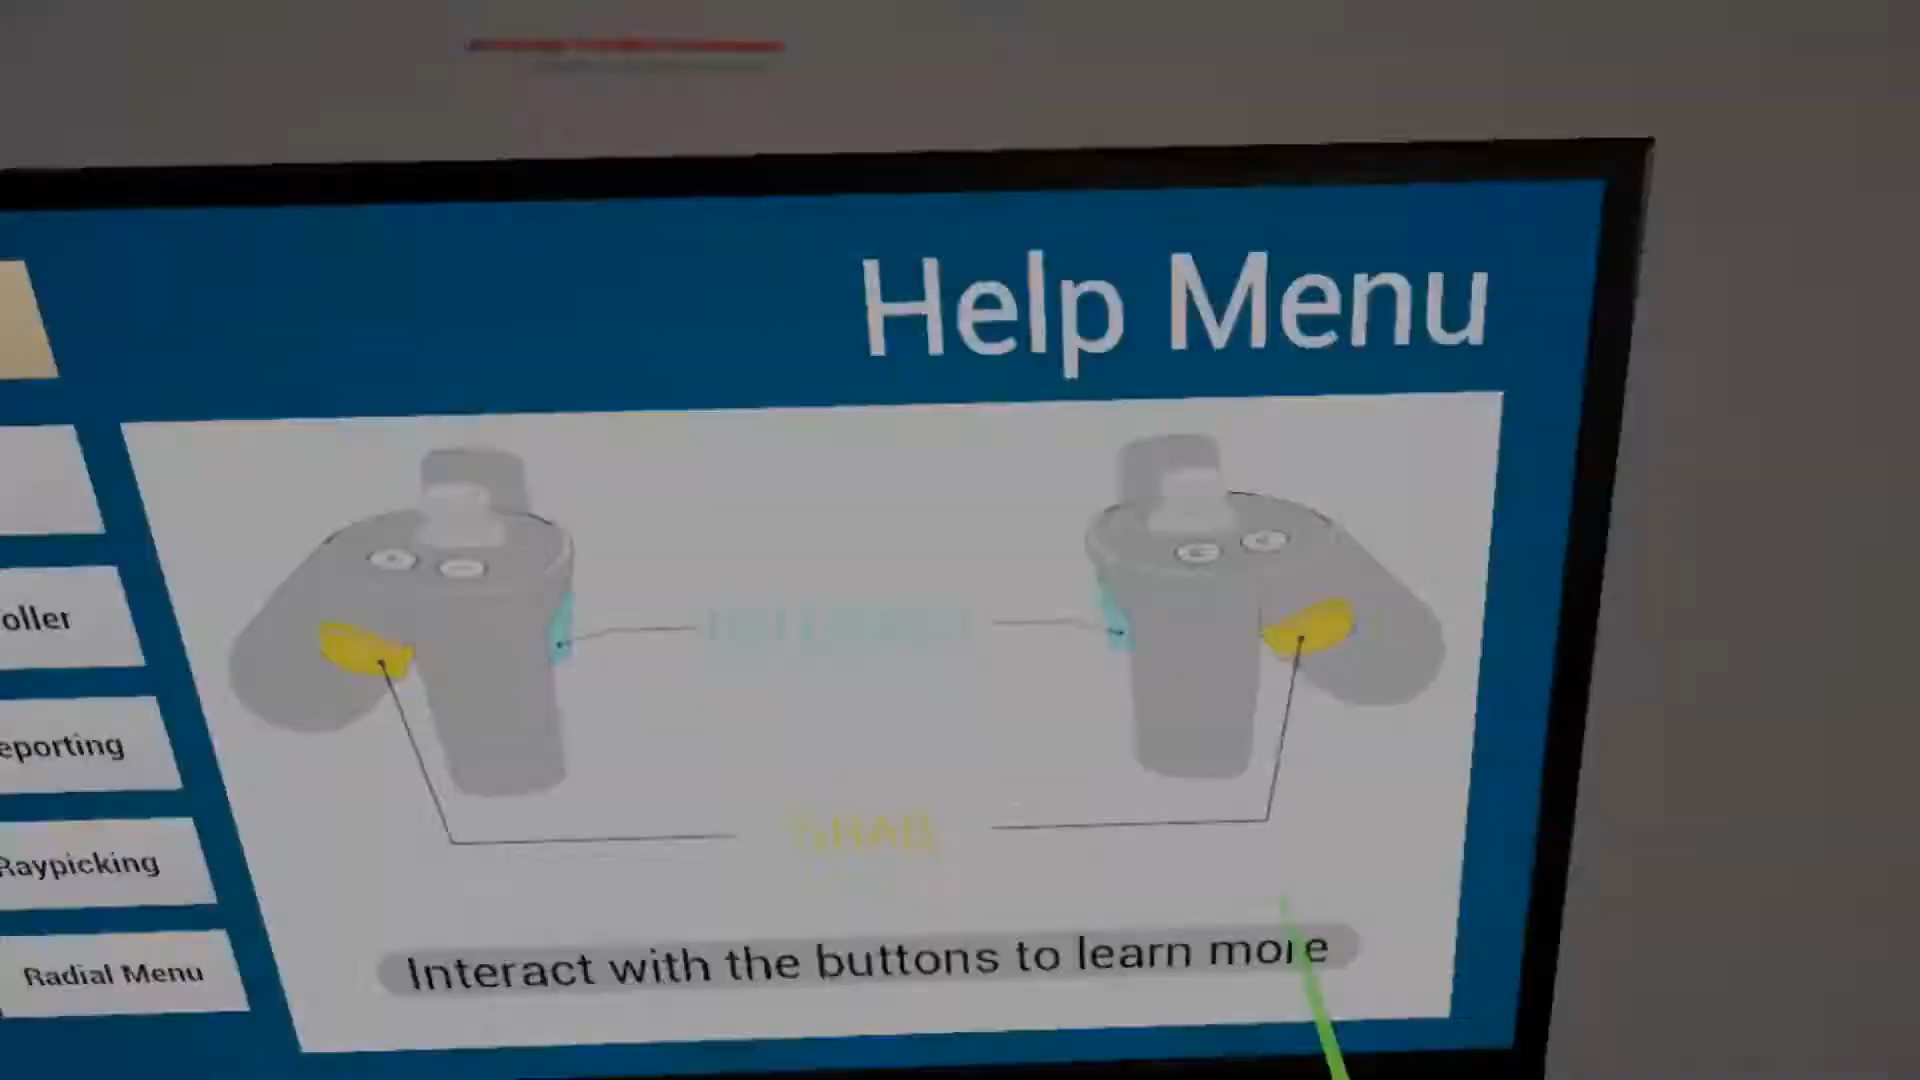 Help Menu
oller
eporting
Raypicking
Radial Menu
GRAB
Interact with the buttons to learn more